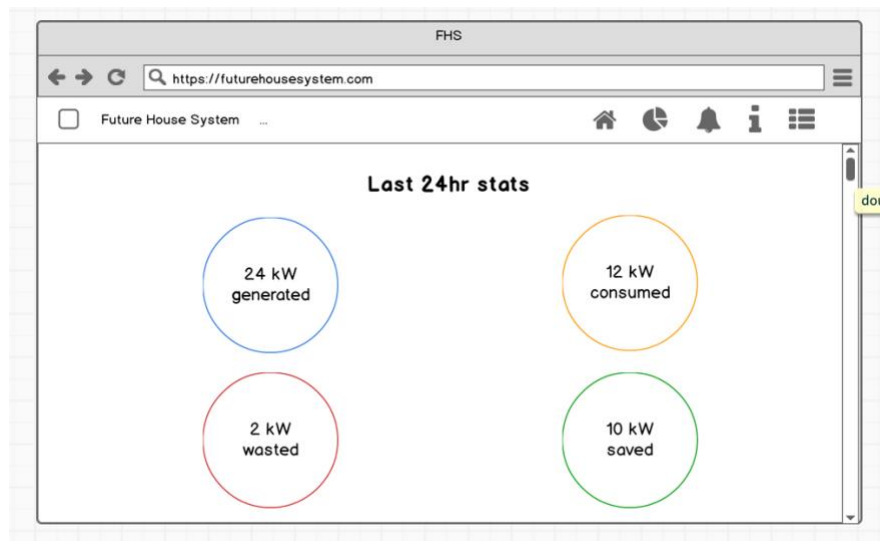 FHS
https://futurehousesystem.com
Future House System ...
Last 24hr stats
24 kW
generated
12 kW
consumed
2 kW
wasted
10 kW
saved